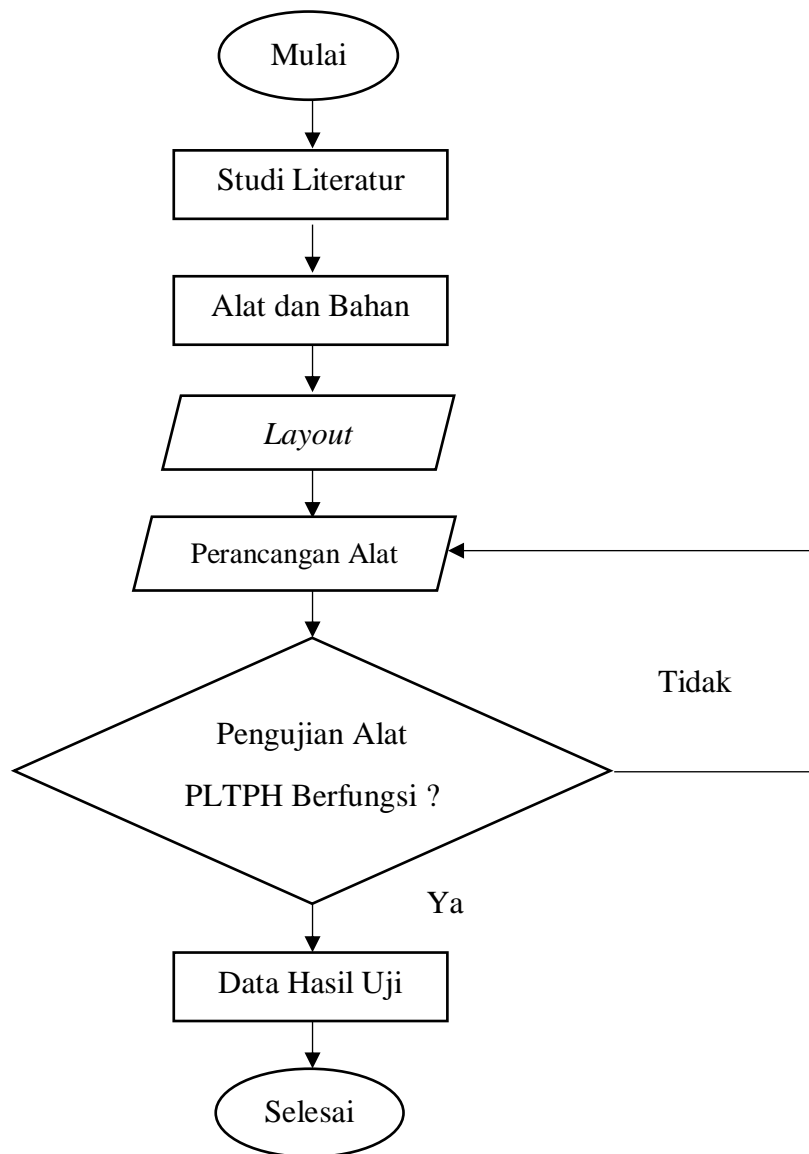 Mulai
Studi Literatur
Alat dan Bahan
Layout
Perancangan Alat
Tidak
Pengujian Alat
PLTPH Berfungsi ?
Ya
Data Hasil Uji
Selesai